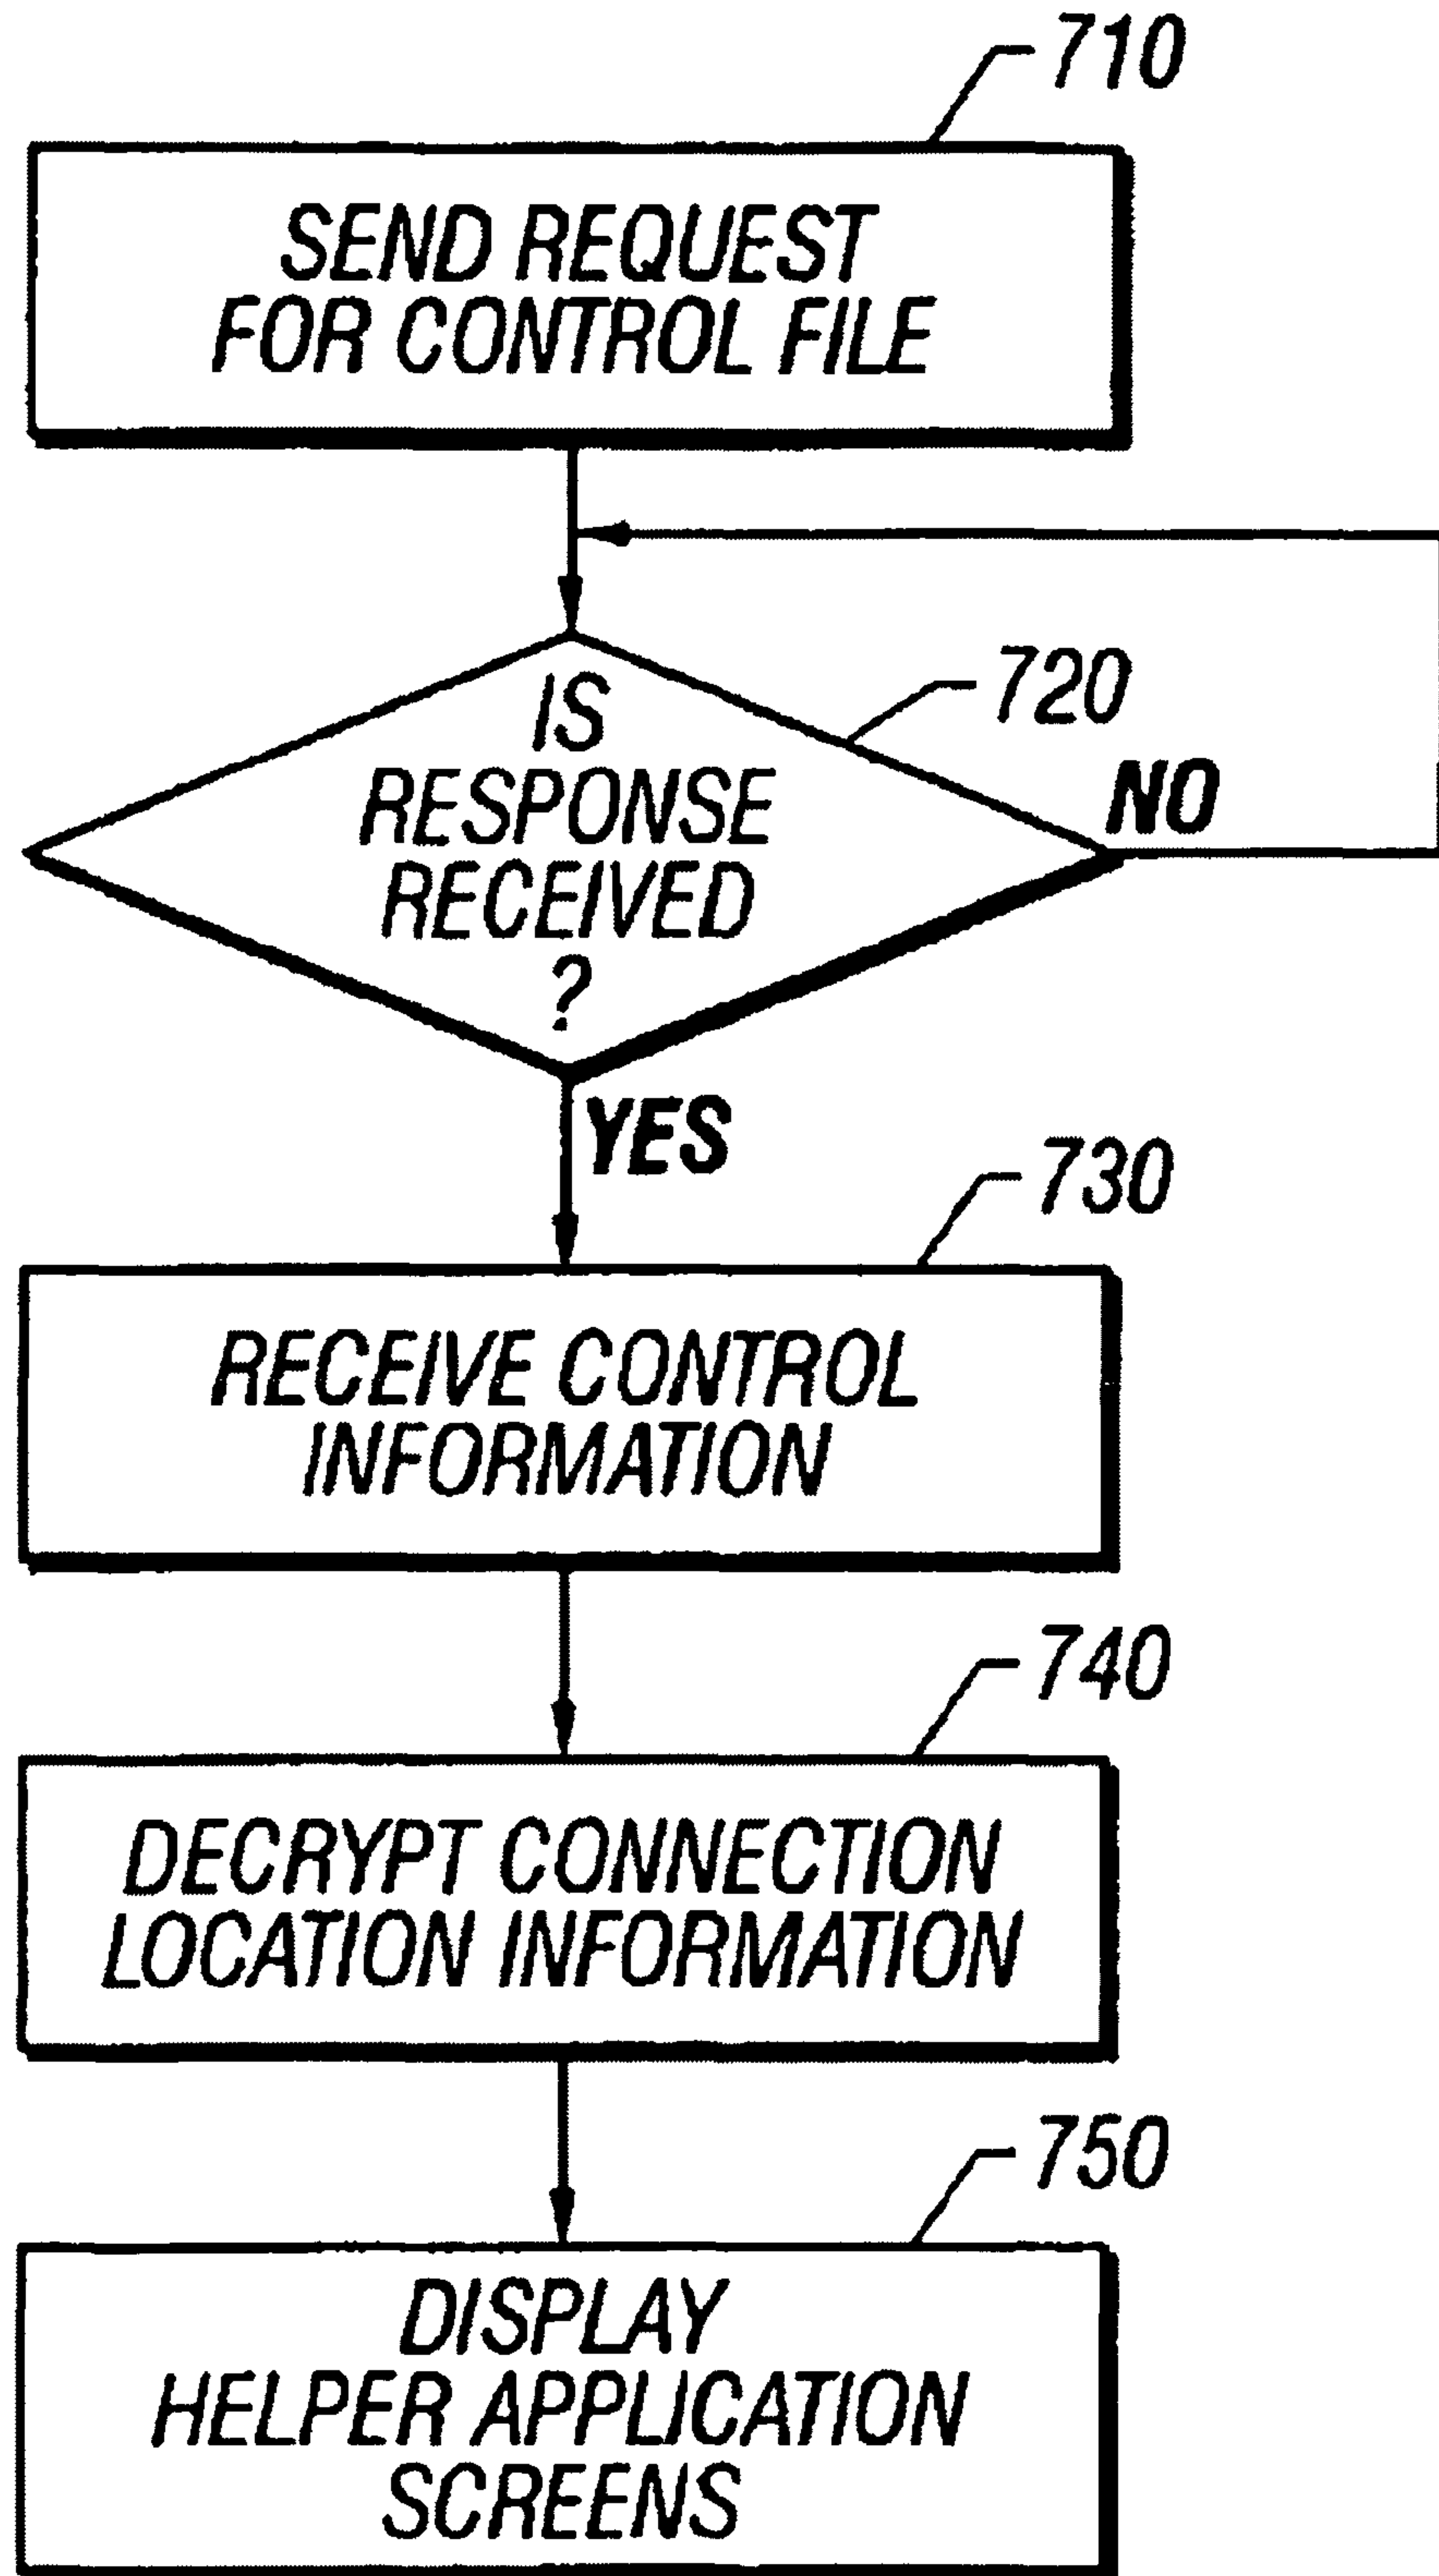 710
SEND REQUEST
FOR CONTROL FILE
IS
RESPONSE
RECEIVED
?
720
NO
YES
730
RECEIVE CONTROL
INFORMATION
740
DECRYPT CONNECTION
LOCATION INFORMATION
750
DISPLAY
HELPER APPLICATION
SCREENS